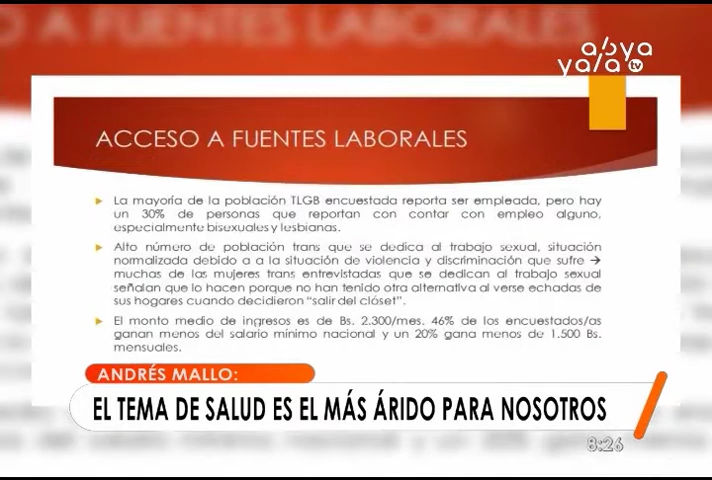 abya
yala tv
ACCESO A FUENTES LABORALES
La mayoría de la población TLGB encuestada reporta ser empleada, pero hay
un 30% de personas que reportan con contar con empleo alguno,
especialmente bisexuales y lesbianas.
Alto número de población trans que se dedica al trabajo sexual, situación
normalizada debido a a la situación de violencia y discriminación que sufre →
muchas de las mujeres trans entrevistadas que se dedican al trabajo sexual
señalan que lo hacen porque no han tenido otra alternativa al verse echadas de
sus hogares cuando decidieron “salir del clóset”.
El monto medio de ingresos es de Bs. 2.300/mes. 46% de los encuestados/as
ganan menos del salario mínimo nacional y un 20% gana menos de 1.500 Bs.
mensuales.
ANDRÉS MALLO:
EL TEMA DE SALUD ES EL MÁS ÁRIDO PARA NOSOTROS
8:26